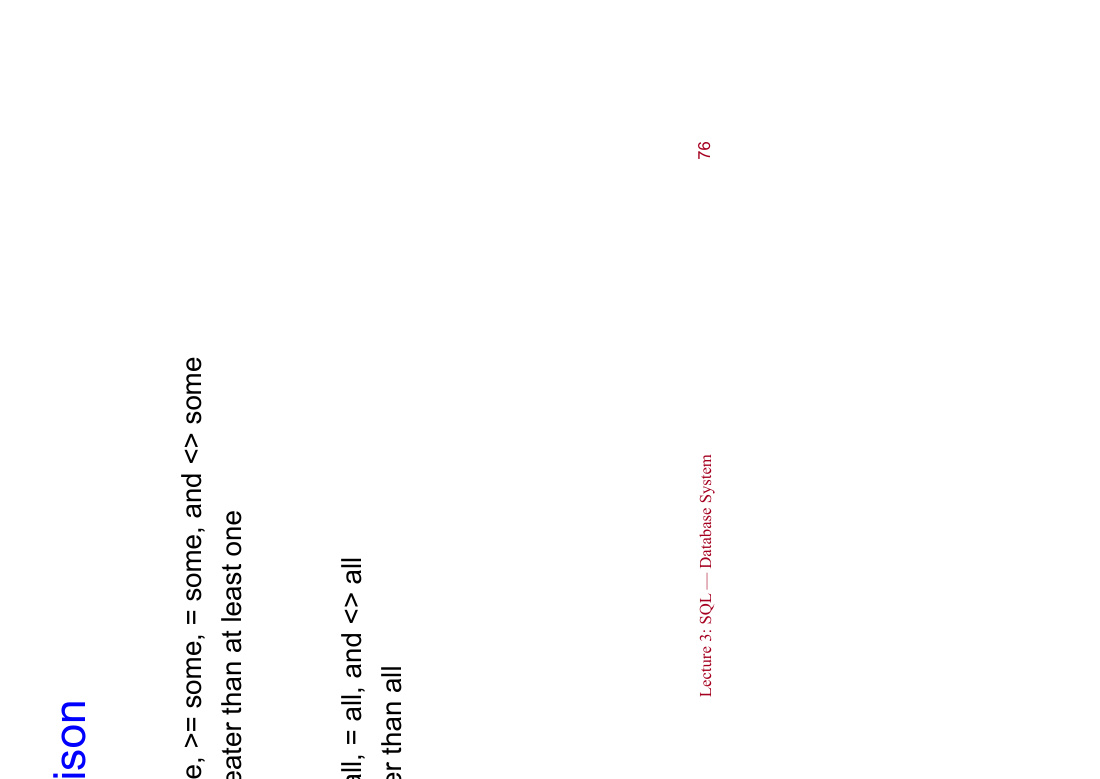 ison
e, >= some, = some, and <> some
eater than at least one
all, = all, and <> all
er than all
Lecture 3: SQL — Database System
76